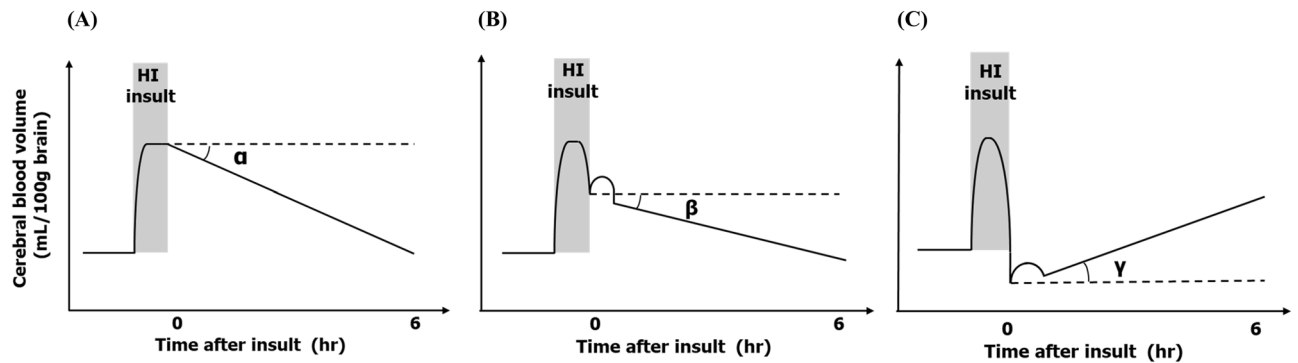 (A)
(B)
(C)
HI
insult
HI
insult
HI
insult
α
β
γ
Cerebral blood volume
(mL/100g brain)
0
6
0
6
0
6
Time after insult (hr)
Time after insult (hr)
Time after insult (hr)